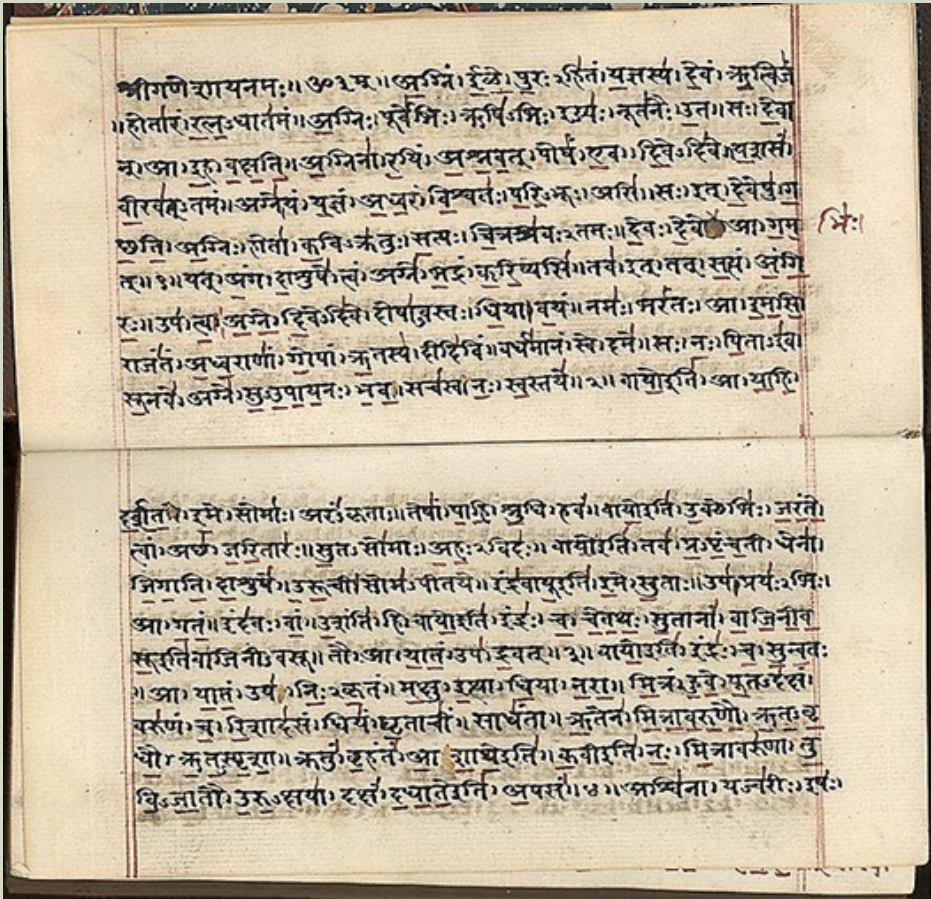 श्रीगणेशायनमः॥ॐ३म्॥अग्निं।ईळे।पुरःऽहितं।यज्ञस्य।देवं।ऋत्विजं
॥होतारं।रत्नऽधातमं॥अग्निः।पूर्वेभिः।ऋषिऽभिः।ईड्यः।नूतनैः।उत॥सः।देवा
न्।आ।इह।वक्षति॥अग्निना।रयिं।अश्नवत्।पोषं।एव।दिवेऽदिवे॥यशसं
वीरवत्ऽतमं॥अग्ने।यं।यज्ञं।अध्वरं।विश्वतः।परिऽभूः।असि॥सः।इत्।देवेषु।ग
छति।अग्निः।होता।कविऽक्रतुः।सत्यः।चित्रश्रवःऽतमः॥देवः।देवे।आ।गम
भिः।
त्॥१॥यत्।अंग।दाशुषे।त्वं।अग्ने।भद्रं।करिष्यसि॥तव।इत्।तत्।सत्यं।अंगि
रः॥उप।त्वा।अग्ने।दिवेऽदिवे।दोषाऽवस्तः।धिया।वयं॥नमः।भरंतः।आ।इमसि
राजंतं।अध्वराणां।गोपां।ऋतस्य।दीदिविं॥वर्धमानं।स्वे।दमे॥सः।नः।पिताऽइव।
सूनवे।अग्ने।सुऽउपायनः।भव॥सचस्व।नः।स्वस्तये॥२॥वायोइति।आ।याहि।
दर्शत।इमे।सोमाः।अरंऽकृताः॥तेषां।पाहि।श्रुधि।हवं॥वायोइति।उक्थेभिः।जरंते।
त्वां।अछ।जरितारः॥सुतऽसोमाः।अहःऽविदः॥वायोइति।तव।प्रऽपृंचती।धेना।
जिगाति।दाशुषे॥उरूची।सोमऽपीतये॥इंद्रवायूइति।इमे।सुताः॥उप।प्रयःऽभिः।
आ।गतं॥इंदवः।वां।उशंति।हि॥वायोइति।इंद्रः।च।चेतथः।सुतानां।वाजिनीव
सूइतिवाजिनीऽवसू॥तौ।आ।यातं।उप।द्रवत्॥३॥वायोइति।इंद्रः।च।सुन्वतः
॥आ।यातं।उप।निःऽकृतं॥मक्षु।इत्था।धिया।नरा॥मित्रं।हुवे।पूतऽदक्षं।
वरुणं।च।रिशादसं॥धियं।घृताचीं।साधंता॥ऋतेन।मित्रावरुणौ।ऋतऽवृ
धौ।ऋतऽस्पृशा॥क्रतुं।बृहंतं।आशाथेइति॥कवीइति।नः।मित्रावरुणा।तु
विऽजातौ।उरुऽक्षया॥दक्षं।दधातेइति।अपसं॥४॥अश्विना।यज्वरीः।इषः।